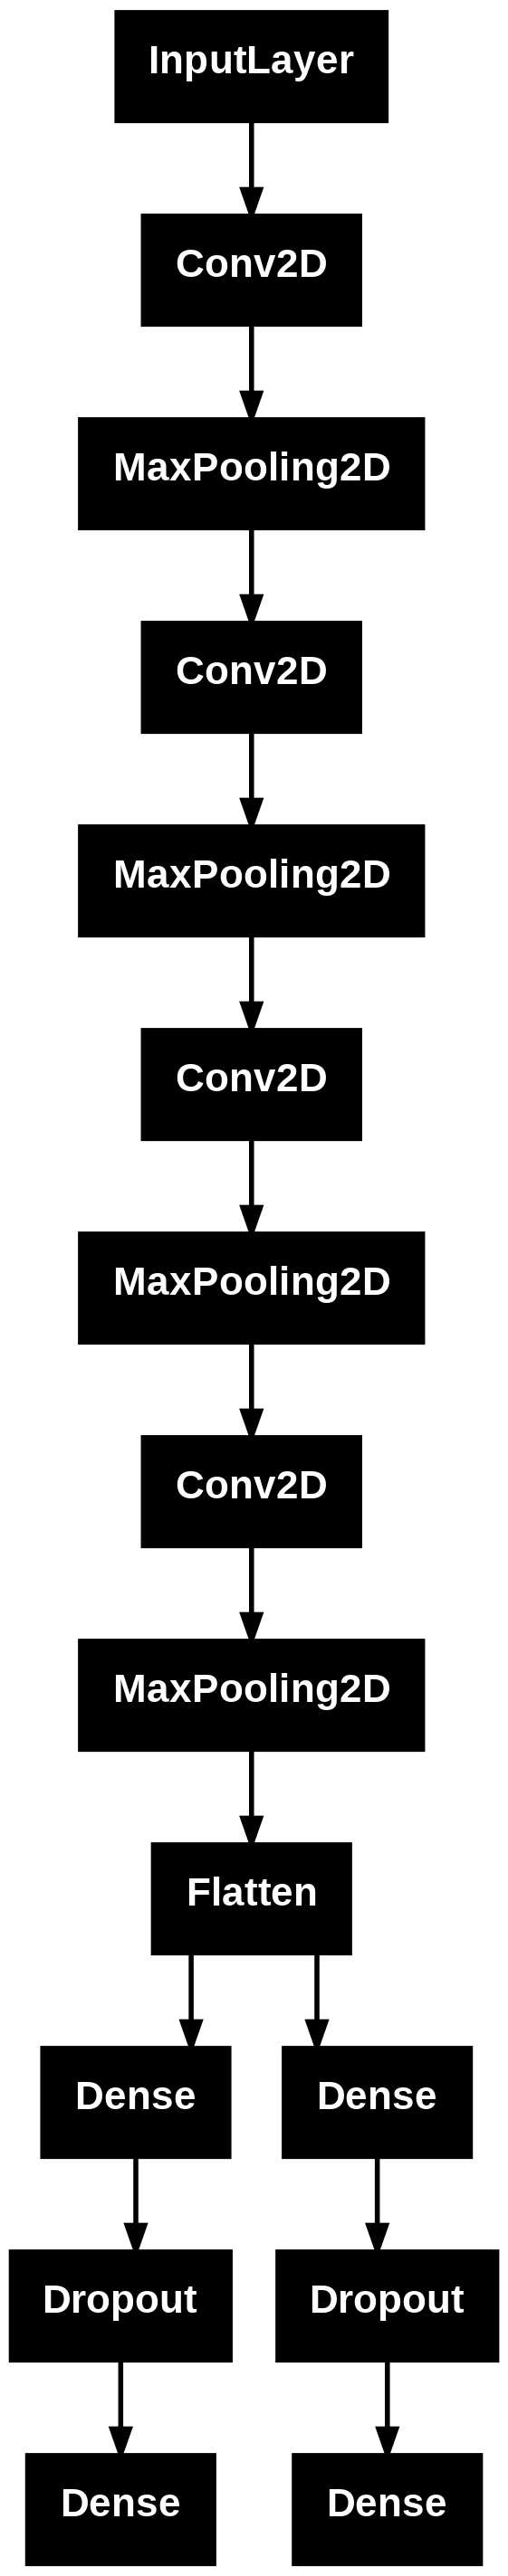 InputLayer
Conv2D
MaxPooling2D
Conv2D
MaxPooling2D
Conv2D
MaxPooling2D
Conv2D
MaxPooling2D
Flatten
Dense Dense
Dropout Dropout
Dense Dense